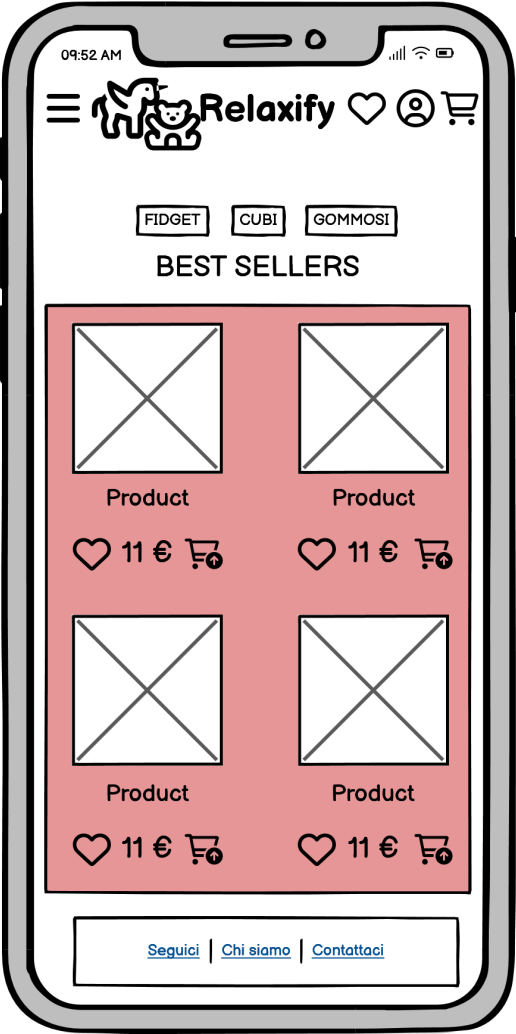 09:52 AM
Relaxify
FIDGET CUBI GOMMOSI
BEST SELLERS
Product Product
11 € 11 €
Product Product
11 € 11 €
Seguici | Chi siamo | Contattaci